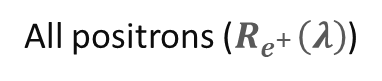 All positrons (𝑹ₑ₊(𝝀))